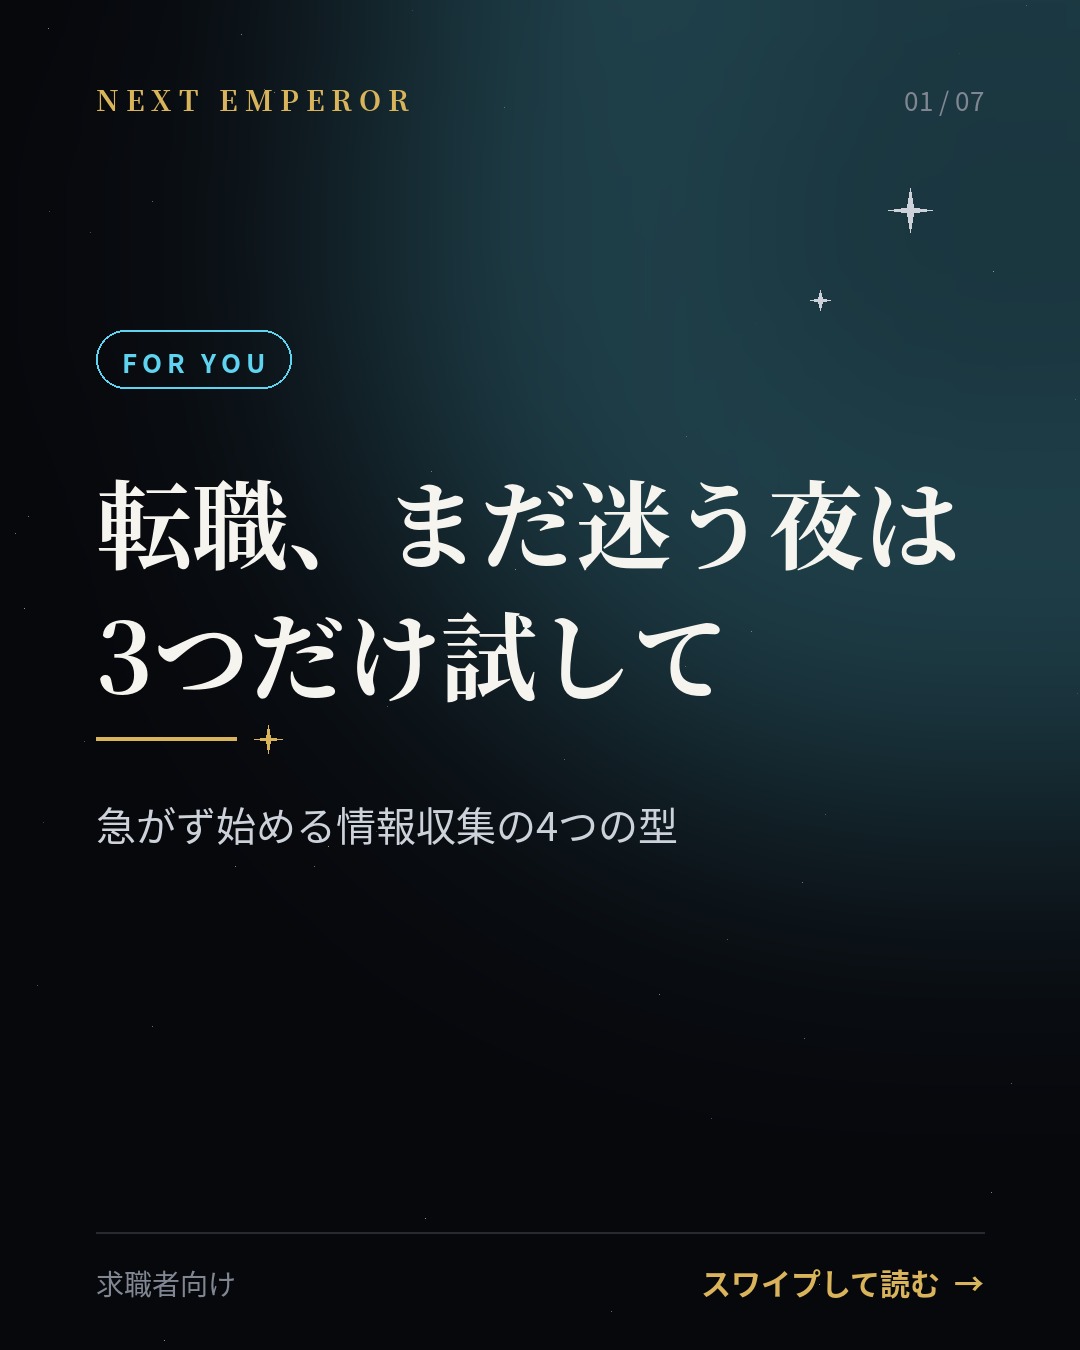 NEXT EMPEROR
01 / 07
FOR YOU
転職、まだ迷う夜は
3つだけ試して
急がず始める情報収集の4つの型
求職者向け
スワイプして読む →